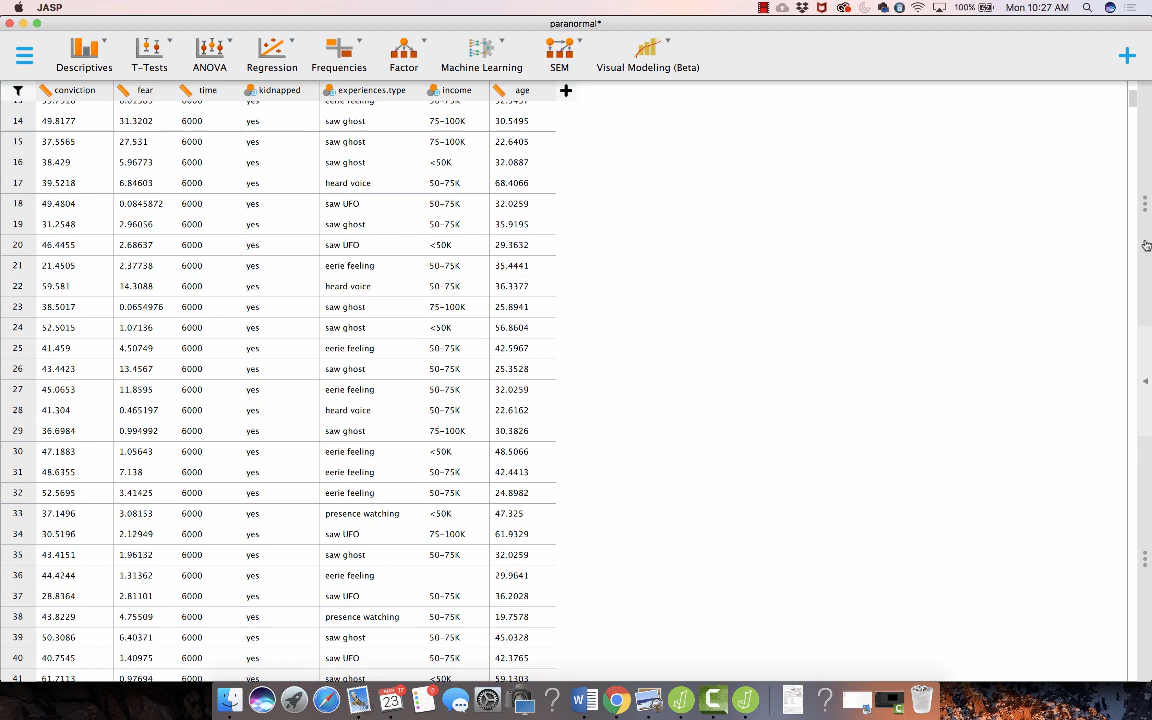 JASP 100% Mon 10:27 AM
paranormal*
Descriptives T-Tests ANOVA Regression Frequencies Factor Machine Learning SEM Visual Modeling (Beta)
conviction fear time kidnapped experiences.type income age
14 49.8177 31.3202 6000 yes saw ghost 75-100K 30.5495
15 37.5565 27.531 6000 yes saw ghost 75-100K 22.6405
16 38.429 5.96773 6000 yes saw ghost <50K 32.0887
17 39.5218 6.84603 6000 yes heard voice 50-75K 68.4066
18 49.4804 0.0845872 6000 yes saw UFO 50-75K 32.0259
19 31.2548 2.96056 6000 yes saw ghost 50-75K 35.9195
20 46.4455 2.68637 6000 yes saw UFO <50K 29.3632
21 21.4505 2.37738 6000 yes eerie feeling 50-75K 35.4441
22 59.581 14.3088 6000 yes heard voice 50-75K 36.3377
23 38.5017 0.0654976 6000 yes saw ghost 75-100K 25.8941
24 52.5015 1.07136 6000 yes saw ghost <50K 56.8604
25 41.459 4.50749 6000 yes eerie feeling 50-75K 42.5967
26 43.4423 13.4567 6000 yes saw ghost 50-75K 25.3528
27 45.0653 11.8595 6000 yes eerie feeling 50-75K 32.0259
28 41.304 0.465197 6000 yes heard voice 50-75K 22.6162
29 36.6984 0.994992 6000 yes saw ghost 75-100K 30.3826
30 47.1883 1.05643 6000 yes eerie feeling <50K 48.5066
31 48.6355 7.138 6000 yes eerie feeling 50-75K 42.4413
32 52.5695 3.41425 6000 yes eerie feeling 50-75K 24.8982
33 37.1496 3.08153 6000 yes presence watching <50K 47.325
34 30.5196 2.12949 6000 yes saw UFO 75-100K 61.9329
35 43.4151 1.96132 6000 yes saw ghost 50-75K 32.0259
36 44.4244 1.31362 6000 yes eerie feeling 29.9641
37 28.8364 2.81101 6000 yes saw UFO 50-75K 36.2028
38 43.8229 4.75509 6000 yes presence watching 50-75K 19.7578
39 50.3086 6.40371 6000 yes saw ghost 50-75K 45.0328
40 40.7545 1.40975 6000 yes saw UFO 50-75K 42.3765
41 61.7113 0.97694 6000 yes saw ghost 50-75K 59.1303